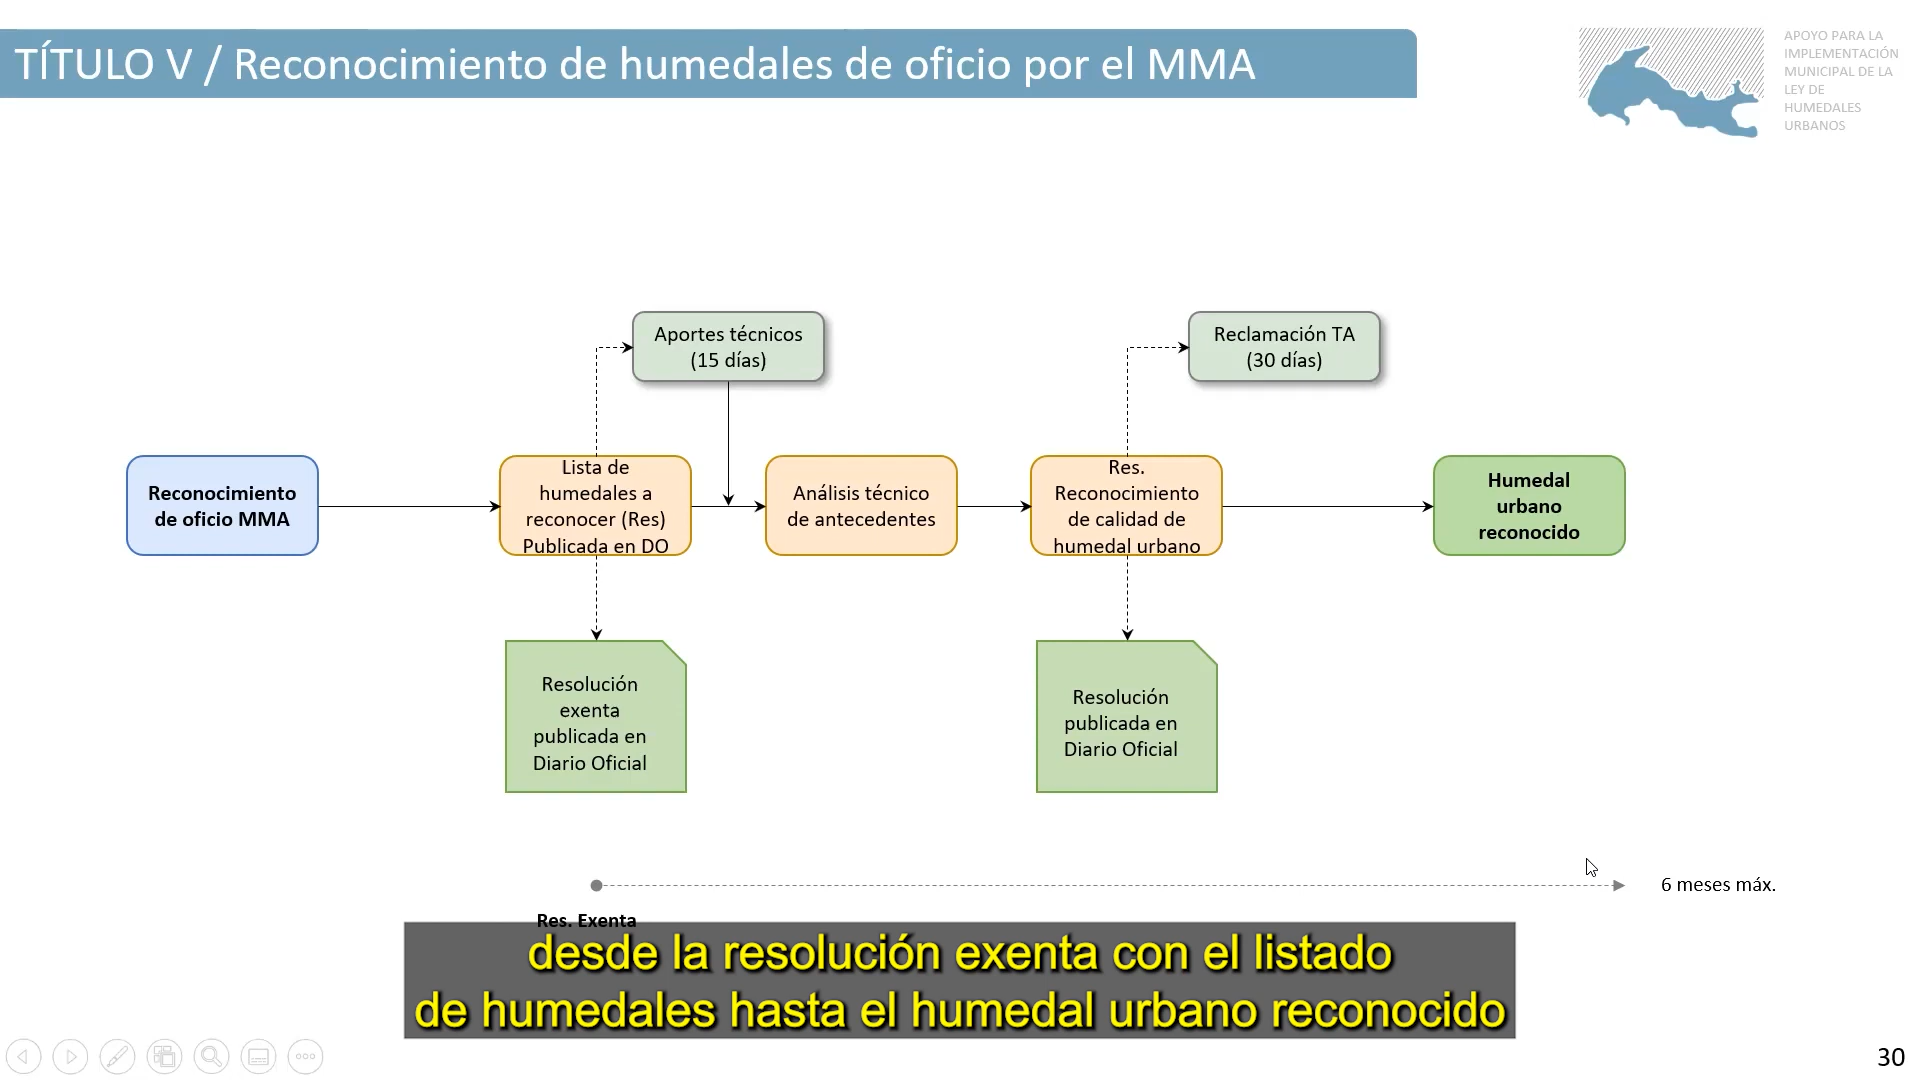 TÍTULO V / Reconocimiento de humedales de oficio por el MMA
APOYO PARA LA
IMPLEMENTACIÓN
MUNICIPAL DE LA
LEY DE
HUMEDALES
URBANOS
Aportes técnicos
(15 días)
Reclamación TA
(30 días)
Reconocimiento
de oficio MMA
Lista de
humedales a
reconocer (Res)
Publicada en DO
Análisis técnico
de antecedentes
Res.
Reconocimiento
de calidad de
humedal urbano
Humedal
urbano
reconocido
Resolución
exenta
publicada en
Diario Oficial
Resolución
publicada en
Diario Oficial
6 meses máx.
Res. Exenta
desde la resolución exenta con el listado
de humedales hasta el humedal urbano reconocido
30